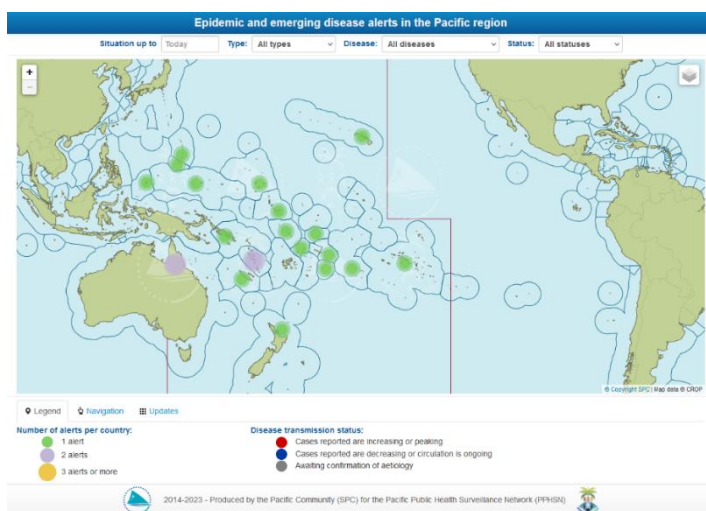 Epidemic and emerging disease alerts in the Pacific region
Situation up to Today Type: All types Disease: All diseases Status: All statuses
+
-
© Copyright SPC | Map data © CROP
Legend Navigation Updates
Number of alerts per country: Disease transmission status:
1 alert Cases reported are increasing or peaking
2 alerts Cases reported are decreasing or circulation is ongoing
3 alerts or more Awaiting confirmation of aetiology
2014-2023 - Produced by the Pacific Community (SPC) for the Pacific Public Health Surveillance Network (PPHSN)